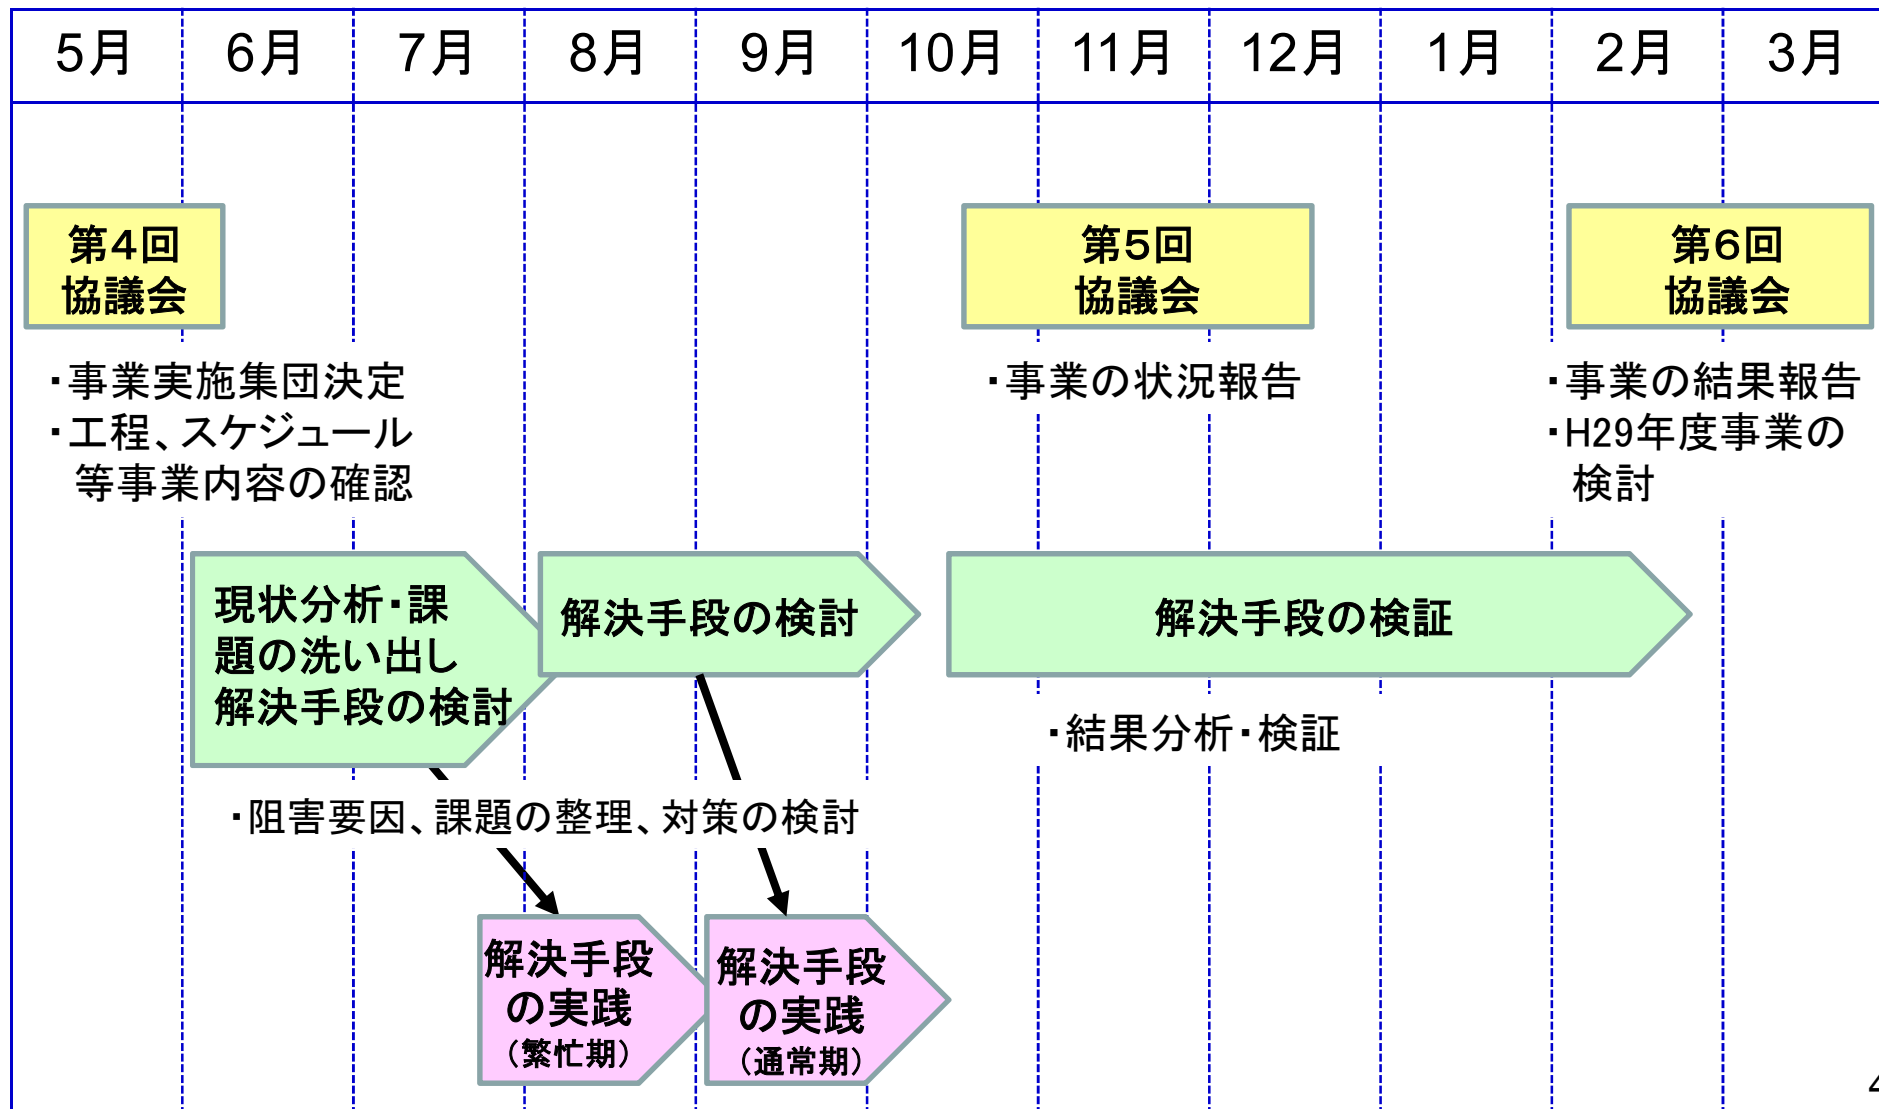 5月 6月 7月 8月 9月 10月 11月 12月 1月 2月 3月
第4回
協議会
第5回
協議会
第6回
協議会
・事業実施集団決定
・工程、スケジュール
等事業内容の確認
・事業の状況報告
・事業の結果報告
・H29年度事業の
検討
現状分析・課
題の洗い出し
解決手段の検討
解決手段の検討
解決手段の検証
・結果分析・検証
・阻害要因、課題の整理、対策の検討
解決手段
の実践
（繁忙期）
解決手段
の実践
（通常期）
4